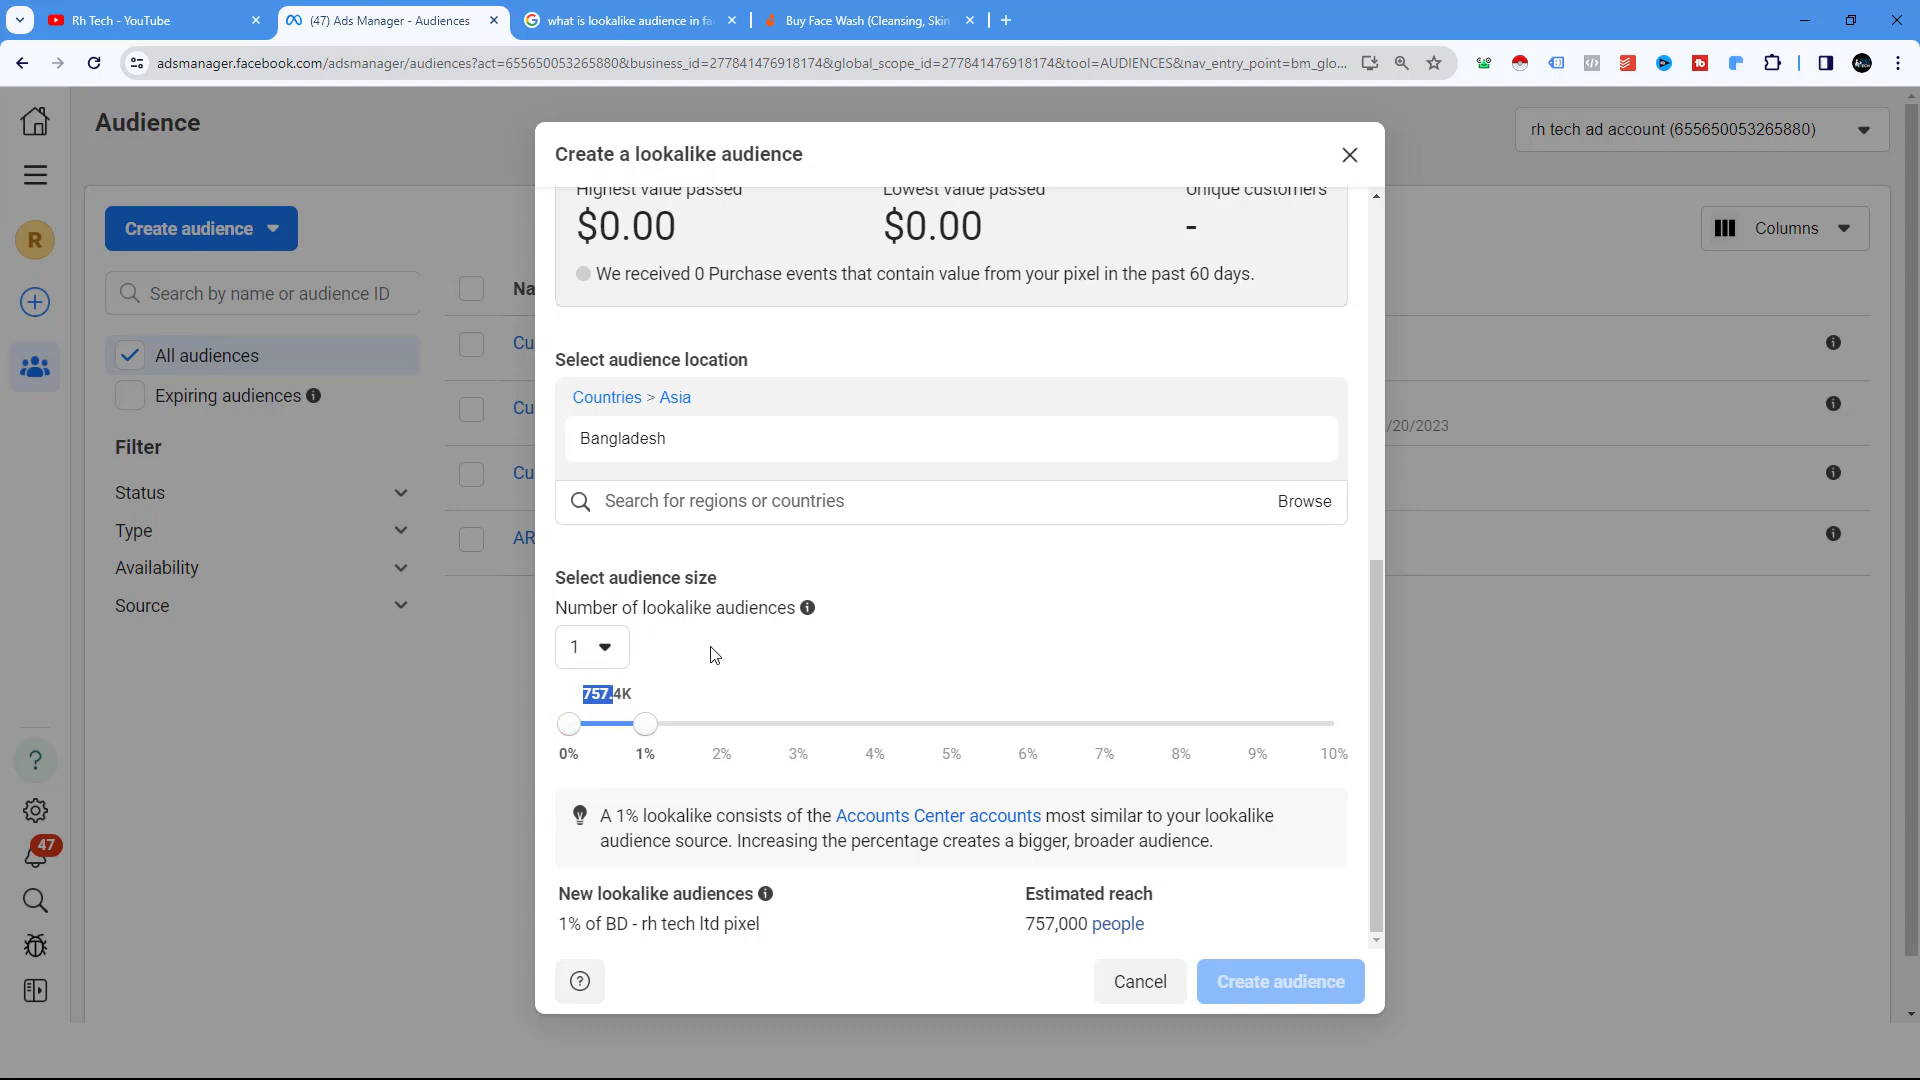 Rh Tech - YouTube
(47) Ads Manager - Audiences
what is lookalike audience in fa
Buy Face Wash (Cleansing, Skin
adsmanager.facebook.com/adsmanager/audiences?act=655650053265880&business_id=277841476918174&global_scope_id=277841476918174&tool=AUDIENCES&nav_entry_point=bm_glo...
Audience
rh tech ad account (655650053265880)
Create a lookalike audience
R
Create audience
Columns
Highest value passed
Lowest value passed
Unique customers
$0.00
$0.00
-
We received 0 Purchase events that contain value from your pixel in the past 60 days.
Search by name or audience ID
Na
All audiences
Expiring audiences
Cu
Cu
/20/2023
Cu
AR
Filter
Status
Type
Availability
Source
Select audience location
Countries > Asia
Bangladesh
Search for regions or countries
Browse
Select audience size
Number of lookalike audiences
1
757.4K
0% 1% 2% 3% 4% 5% 6% 7% 8% 9% 10%
A 1% lookalike consists of the Accounts Center accounts most similar to your lookalike
audience source. Increasing the percentage creates a bigger, broader audience.
New lookalike audiences
Estimated reach
1% of BD - rh tech ltd pixel
757,000 people
47
Cancel
Create audience